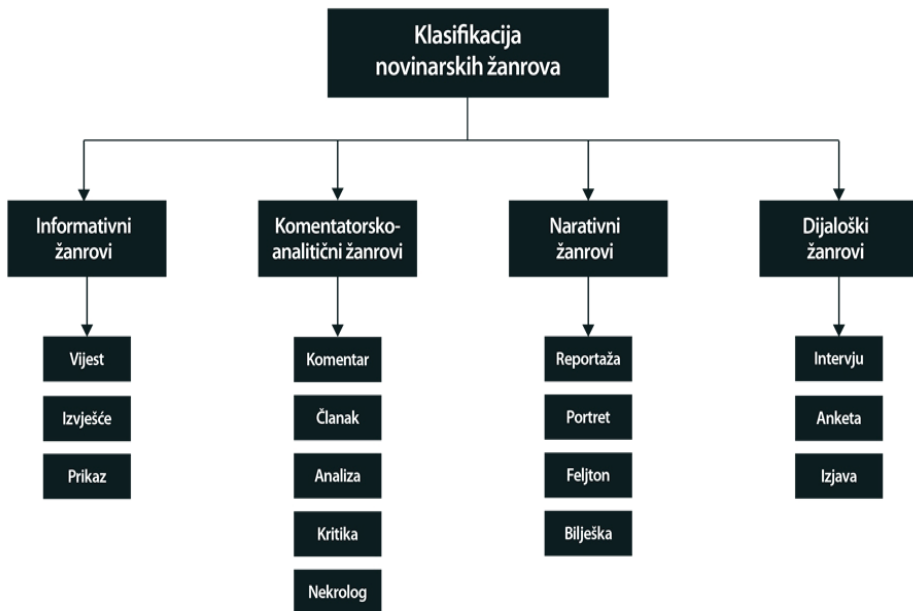 Klasifikacija
novinarskih žanrova
Informativni
žanrovi
Komentatorsko-
analitični žanrovi
Narativni
žanrovi
Dijaloški
žanrovi
Vijest
Izvješće
Prikaz
Komentar
Članak
Analiza
Kritika
Nekrolog
Reportaža
Portret
Feljton
Bilješka
Intervju
Anketa
Izjava